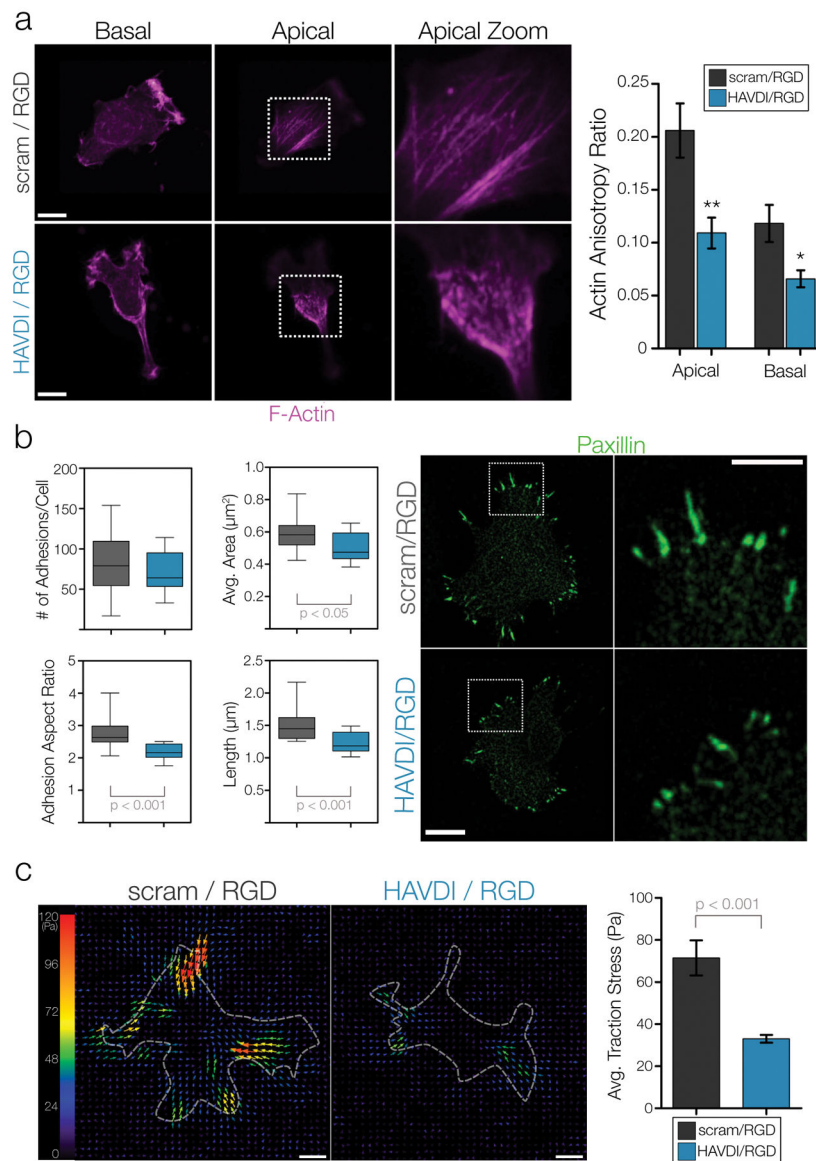 a
Basal
Apical
Apical Zoom
scram / RGD
HAVDI / RGD
F-Actin
scram/RGD
HAVDI/RGD
Actin Anisotropy Ratio
0.25
0.20
0.15
0.10
0.05
0
**
*
Apical
Basal
b
# of Adhesions/Cell
200
150
100
50
Avg. Area (μm²)
1.0
0.8
0.6
0.4
0.2
0
p < 0.05
Adhesion Aspect Ratio
5
4
3
2
1
p < 0.001
Length (μm)
2.5
2.0
1.5
1.0
0.5
p < 0.001
Paxillin
scram/RGD
HAVDI/RGD
c
scram / RGD
HAVDI / RGD
120
(Pa)
96
72
48
24
0
Avg. Traction Stress (Pa)
100
80
60
40
20
0
p < 0.001
scram/RGD
HAVDI/RGD